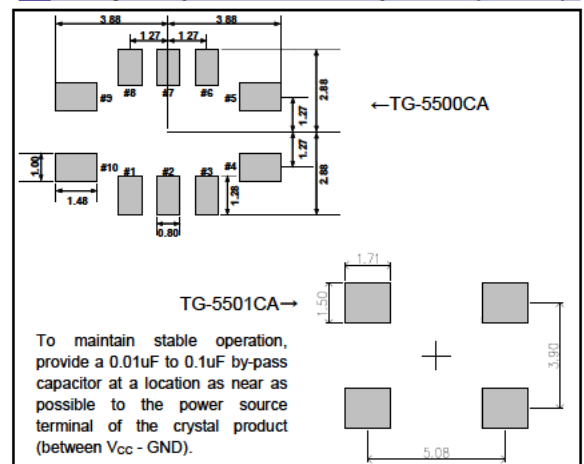 3.88 3.88
1.27 1.27
#9 #8 #7 #6 #5
1.27
2.88
←TG-5500CA
1.27
2.88
1.00
#10 #1 #2 #3 #4
1.28
1.48
0.80
1.71
TG-5501CA→
1.50
3.90
5.08
To maintain stable operation,
provide a 0.01uF to 0.1uF by-pass
capacitor at a location as near as
possible to the power source
terminal of the crystal product
(between VCC - GND).